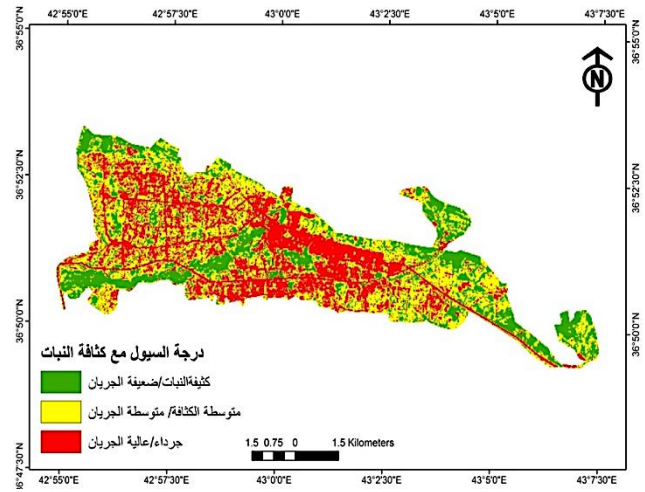 42°55'0"E 42°57'30"E 43°0'0"E 43°2'30"E 43°5'0"E 43°7'30"E
36°55'0"N 36°55'0"N
N
36°52'30"N 36°52'30"N
36°50'0"N 36°50'0"N
درجة السيول مع كثافة النبات
كثيفةالنبات/ضعيفة الجريان
متوسطة الكثافة/ متوسطة الجريان
جرداء/عالية الجريان
1.5 0.75 0 1.5 Kilometers
36°47'30"N 36°47'30"N
42°55'0"E 42°57'30"E 43°0'0"E 43°2'30"E 43°5'0"E 43°7'30"E